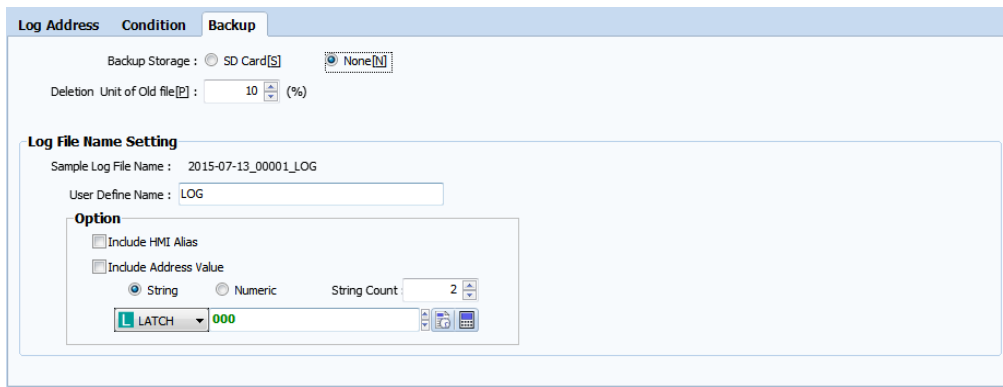 Log Address Condition Backup
Backup Storage : SD Card[S] None[N]
Deletion Unit of Old file[P] : 10 (%)
Log File Name Setting
Sample Log File Name : 2015-07-13_00001_LOG
User Define Name : LOG
Option
Include HMI Alias
Include Address Value
String Numeric String Count : 2
L LATCH 000